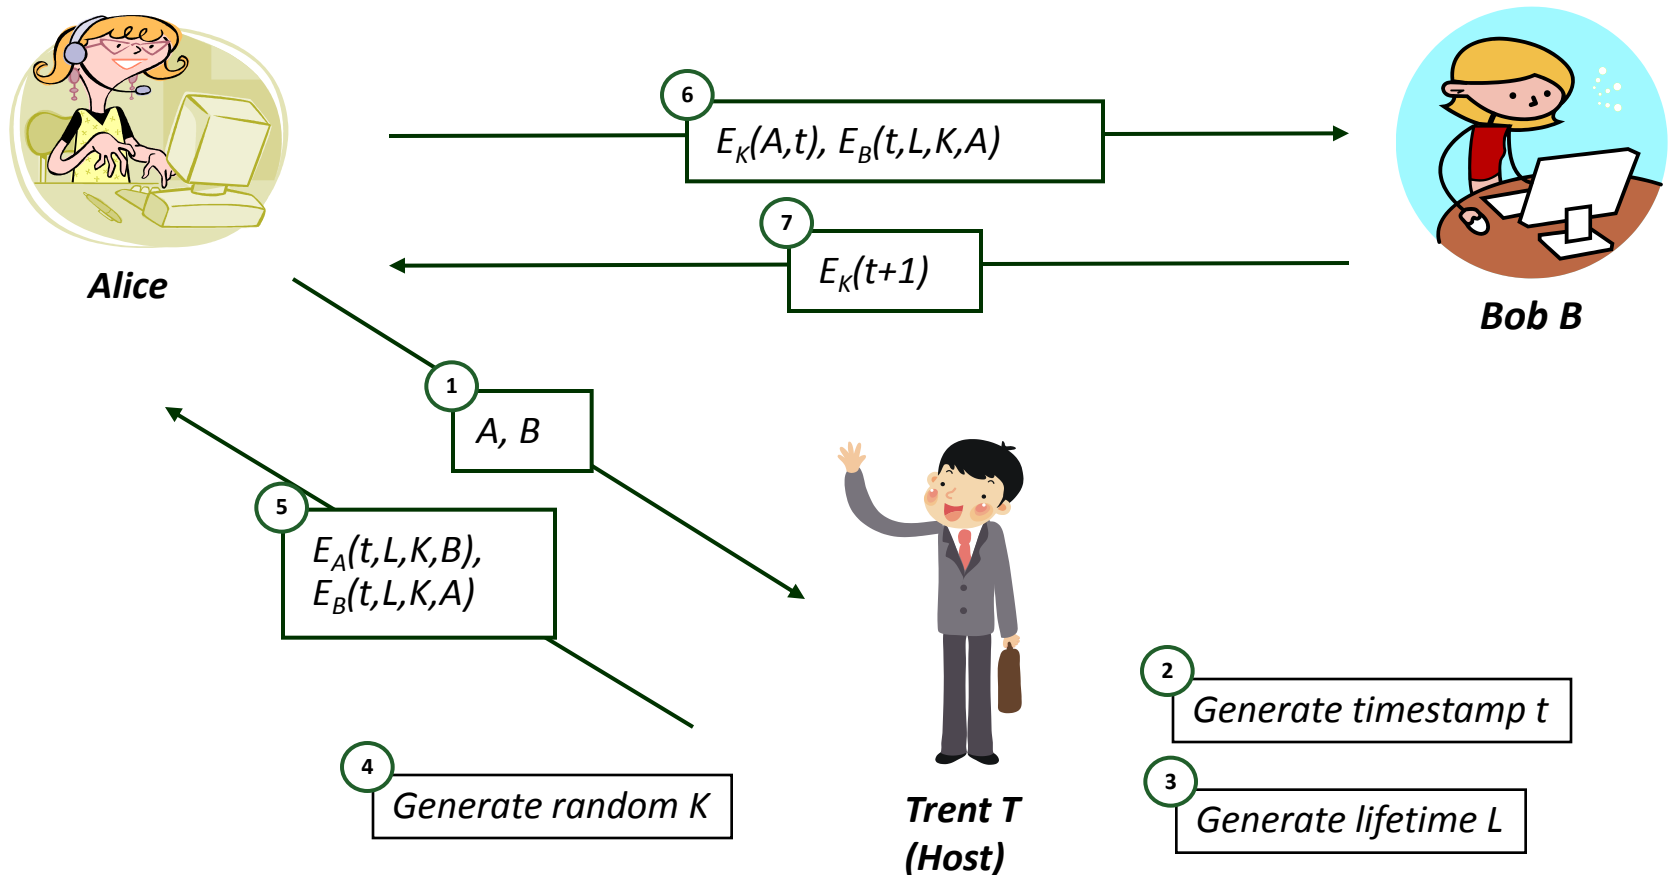 6
E_K(A,t), E_B(t,L,K,A)
7
E_K(t+1)
Alice
Bob B
1
A, B
5
E_A(t,L,K,B),
E_B(t,L,K,A)
2
Generate timestamp t
4
Generate random K
3
Generate lifetime L
Trent T
(Host)